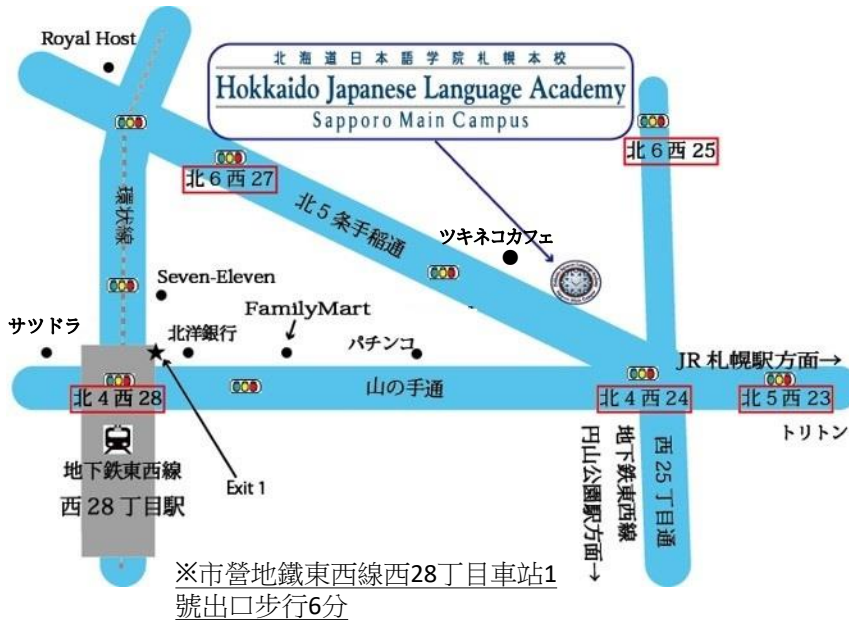 Royal Host
北海道日本語学院札幌本校
Hokkaido Japanese Language Academy
Sapporo Main Campus
北6西25
北6西27
環状線
北5条手稲通
ツキネコカフェ
Seven-Eleven
サツドラ
北洋銀行
FamilyMart
パチンコ
JR 札幌駅方面→
北4西28
山の手通
北4西24
北5西23
トリトン
地下鉄東西線
西28丁目駅
Exit 1
地下鉄東西線
円山公園駅方面→
西25丁目通
※市營地鐵東西線西28丁目車站1
號出口步行6分